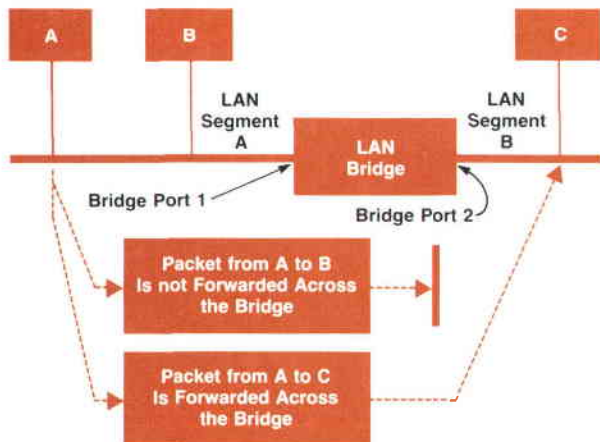 A
B
C
LAN
Segment
A
LAN
Bridge
LAN
Segment
B
Bridge Port 1
Bridge Port 2
Packet from A to B
Is not Forwarded Across
the Bridge
Packet from A to C
Is Forwarded Across
the Bridge